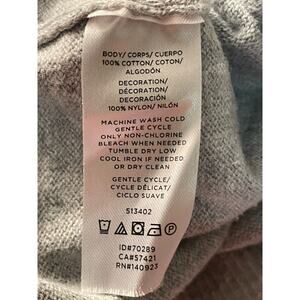 BODY/ CORPS/ CUERPO
100% COTTON/ COTON/
ALGODÓN
DECORATION/
DÉCORATION/
DECORACIÓN
100% NYLON/ NILÓN
MACHINE WASH COLD
GENTLE CYCLE
ONLY NON-CHLORINE
BLEACH WHEN NEEDED
TUMBLE DRY LOW
COOL IRON IF NEEDED
OR DRY CLEAN
GENTLE CYCLE/
CYCLE DÉLICAT/
CICLO SUAVE
513402
ID#70289
CA#57421
RN#140923